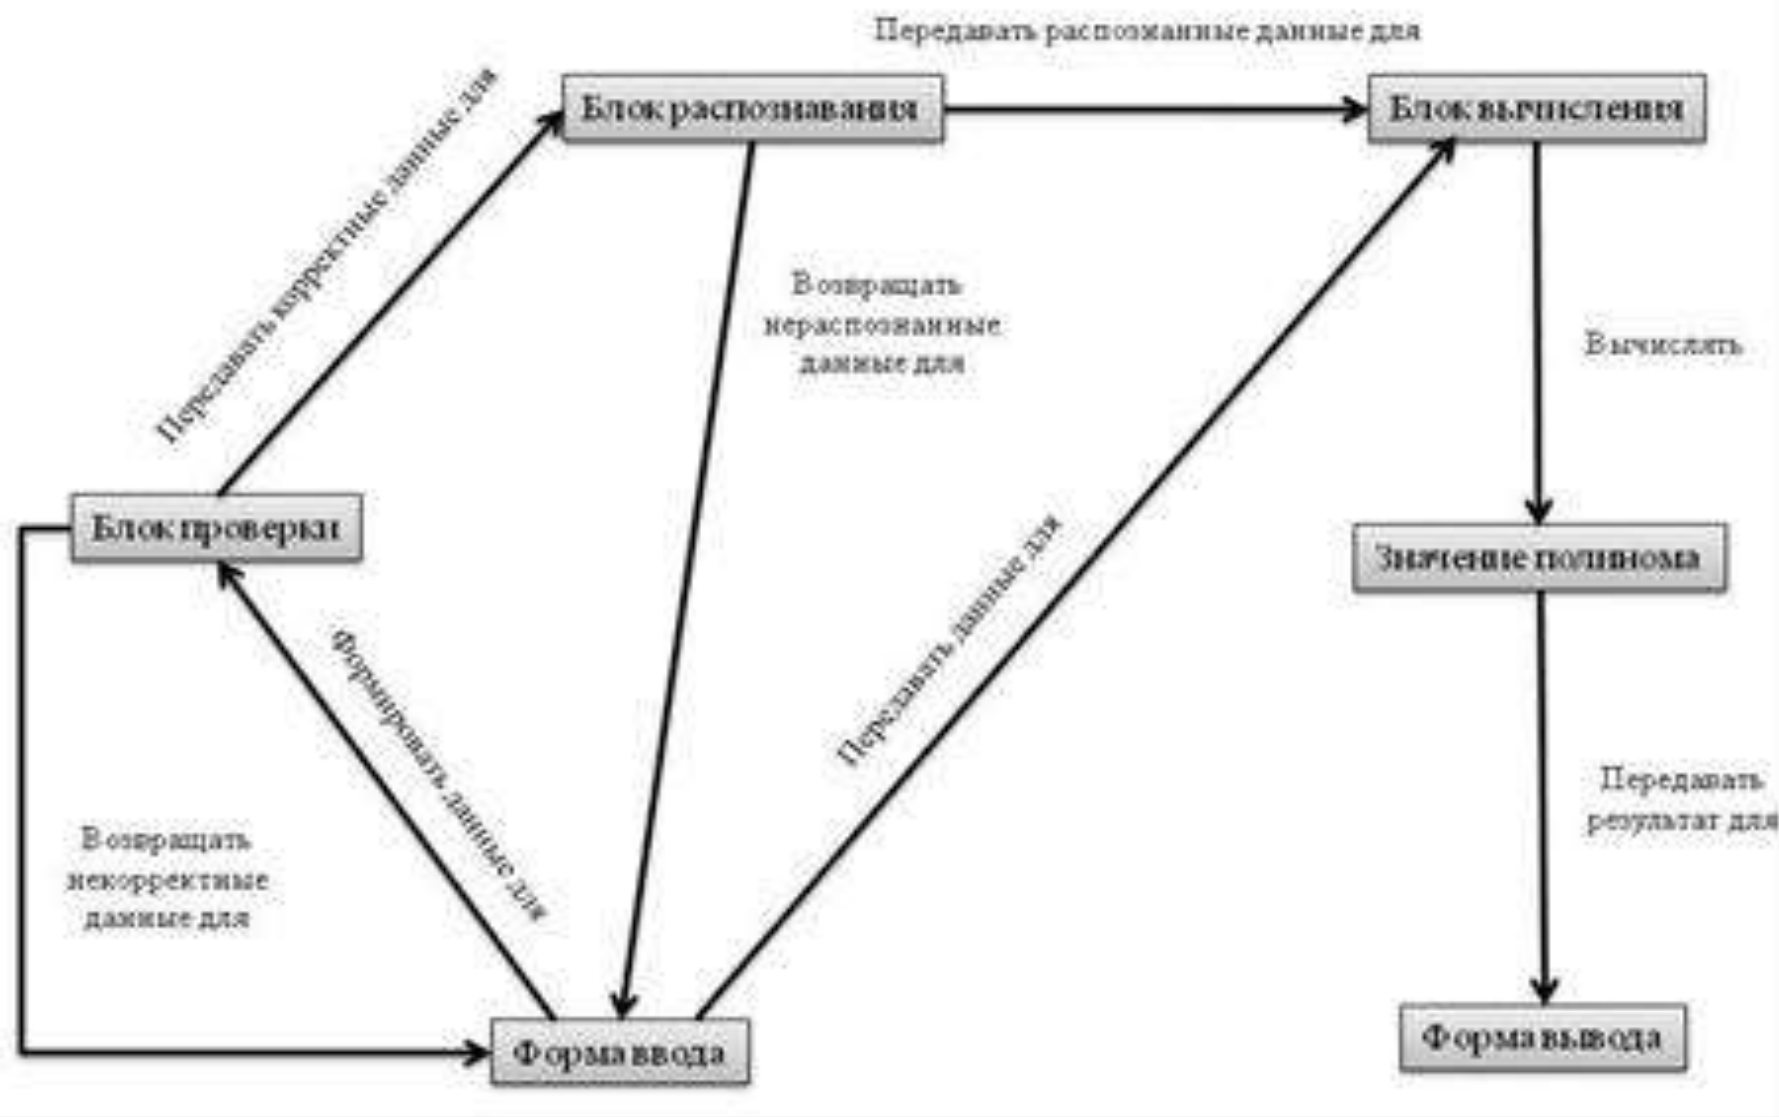 Передавать распознанные данные для
Блок распознавания
Блок вычисления
Передавать корректные данные для
Возвращать
нераспознанные
данные для
Вычислять
Блок проверки
Передавать данные для
Значение полинома
Формировать данные для
Возвращать
некорректные
данные для
Передавать
результат для
Форма ввода
Форма вывода